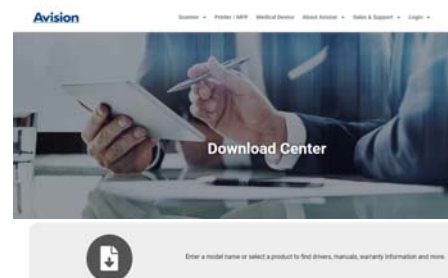 Avision
Scanner Printer / MFP Medical Device About Avision Sales & Support Login
Download Center
Enter a model name or select a product to find drivers, manuals, warranty information and more